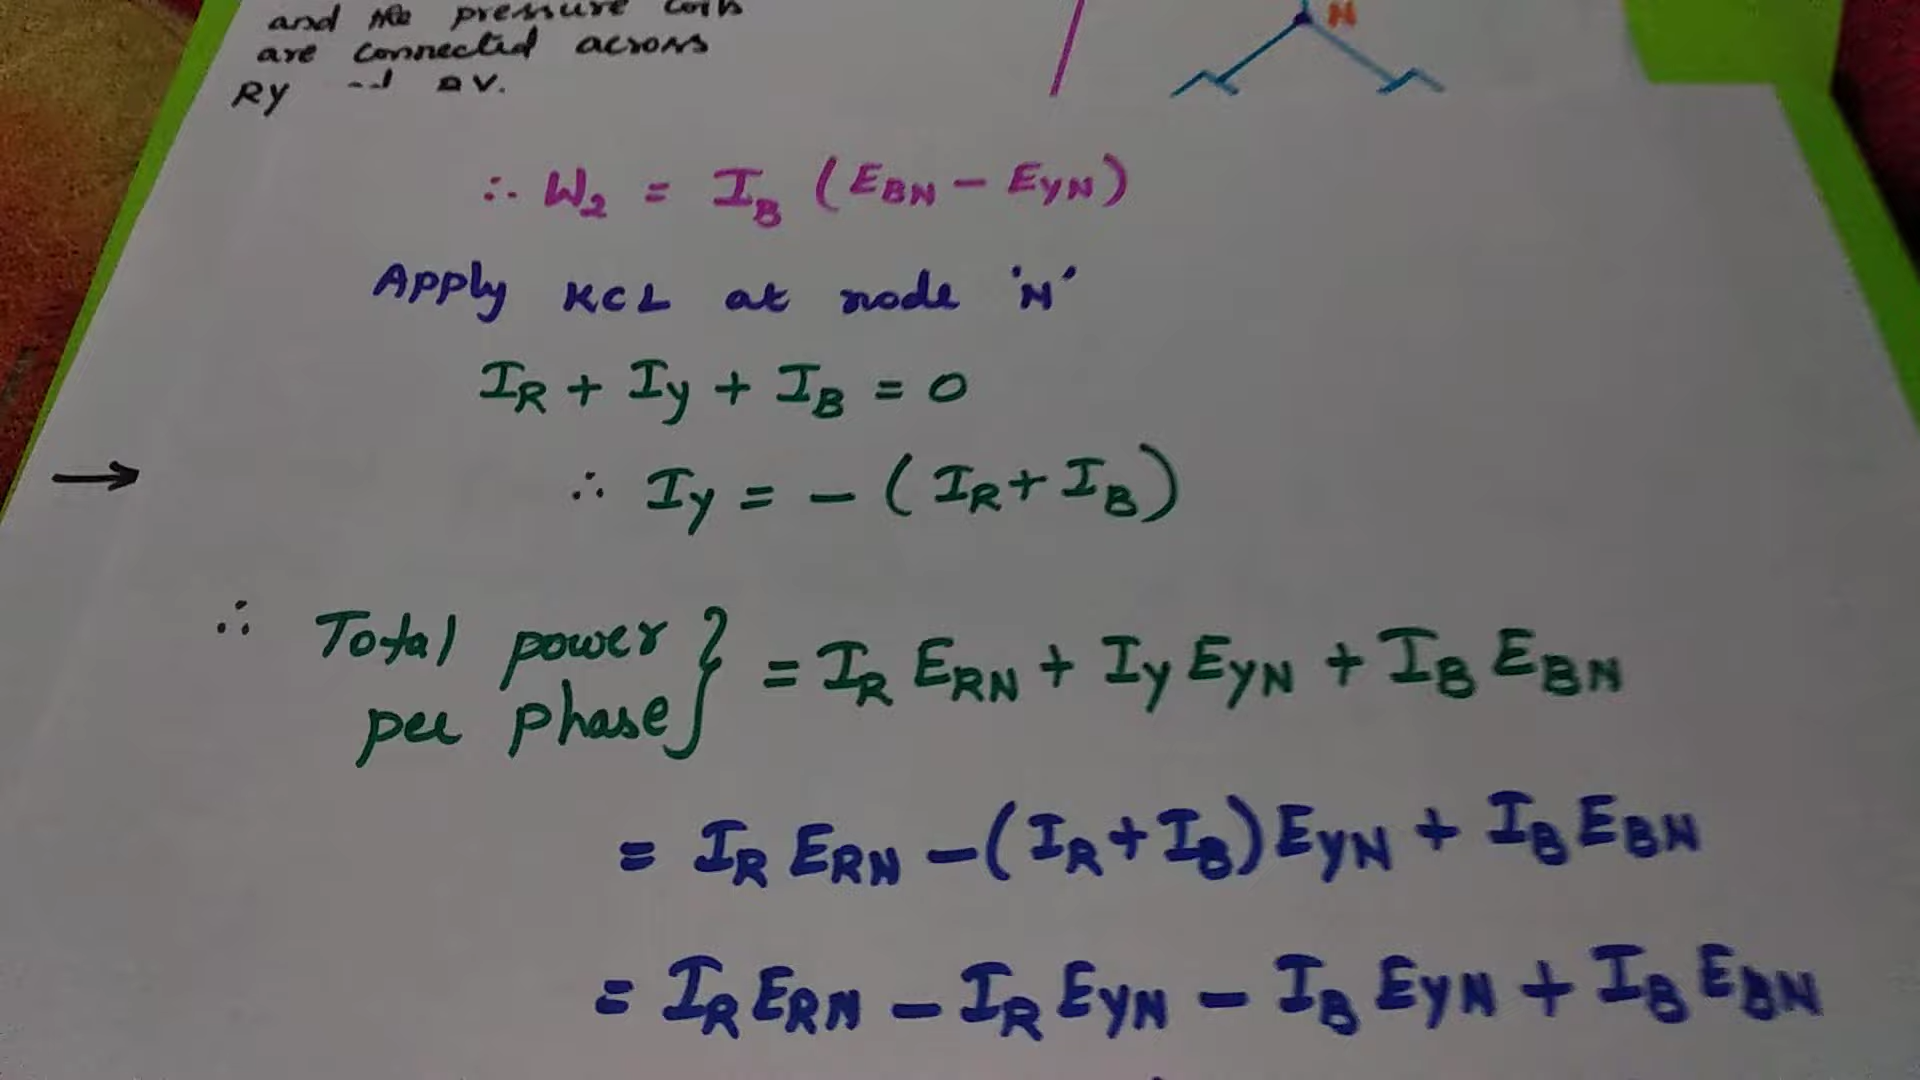 and the pressure coils
N
are connected across
RY
∴ W₂ = I_B (E_BN − E_YN)
Apply KCL at node 'N'
I_R + I_y + I_B = 0
→ ∴ I_y = − (I_R + I_B)
∴ Total power per phase } = I_R E_RN + I_Y E_YN + I_B E_BN
= I_R E_RN − (I_R + I_B) E_YN + I_B E_BN
= I_R E_RN − I_R E_YN − I_B E_YN + I_B E_BN